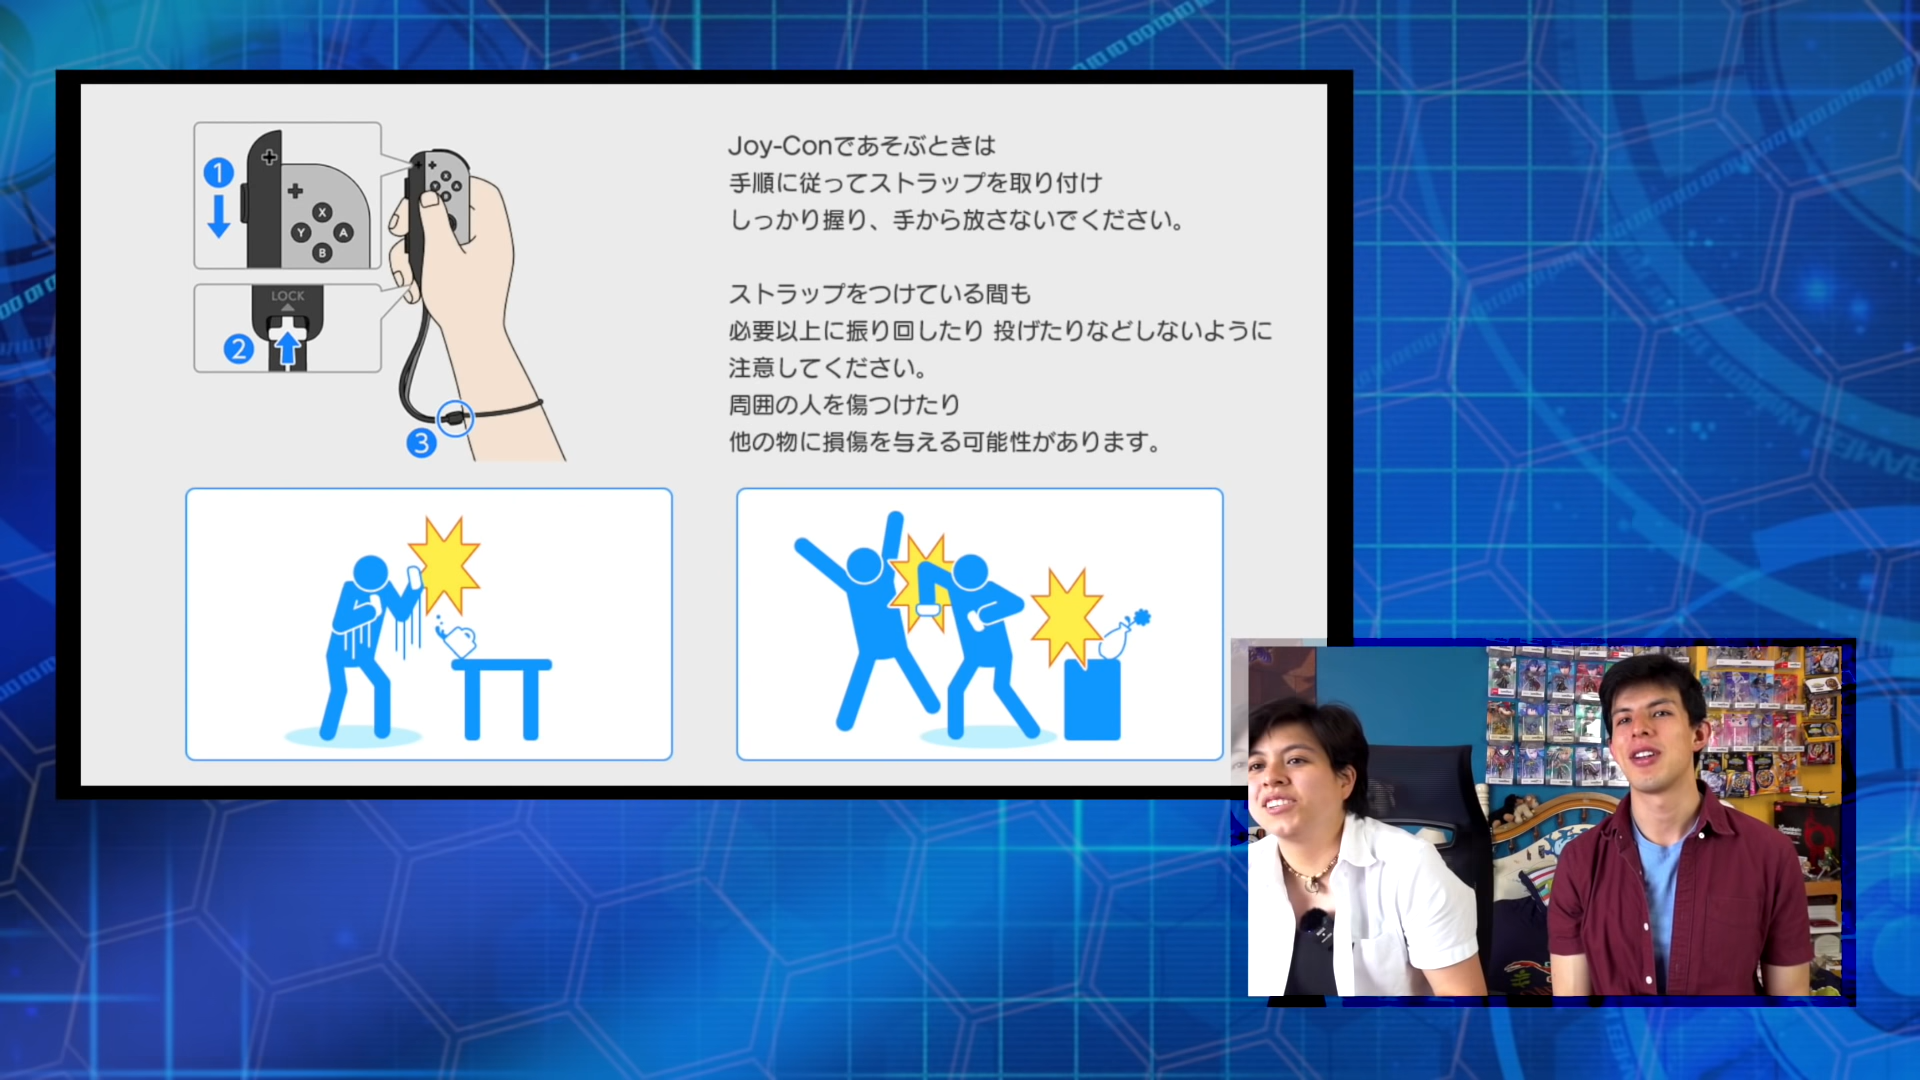 1
X
Y
A
B
LOCK
2
3
Joy-Conであそぶときは
手順に従ってストラップを取り付け
しっかり握り、手から放さないでください。
ストラップをつけている間も
必要以上に振り回したり 投げたりなどしないように
注意してください。
周囲の人を傷つけたり
他の物に損傷を与える可能性があります。